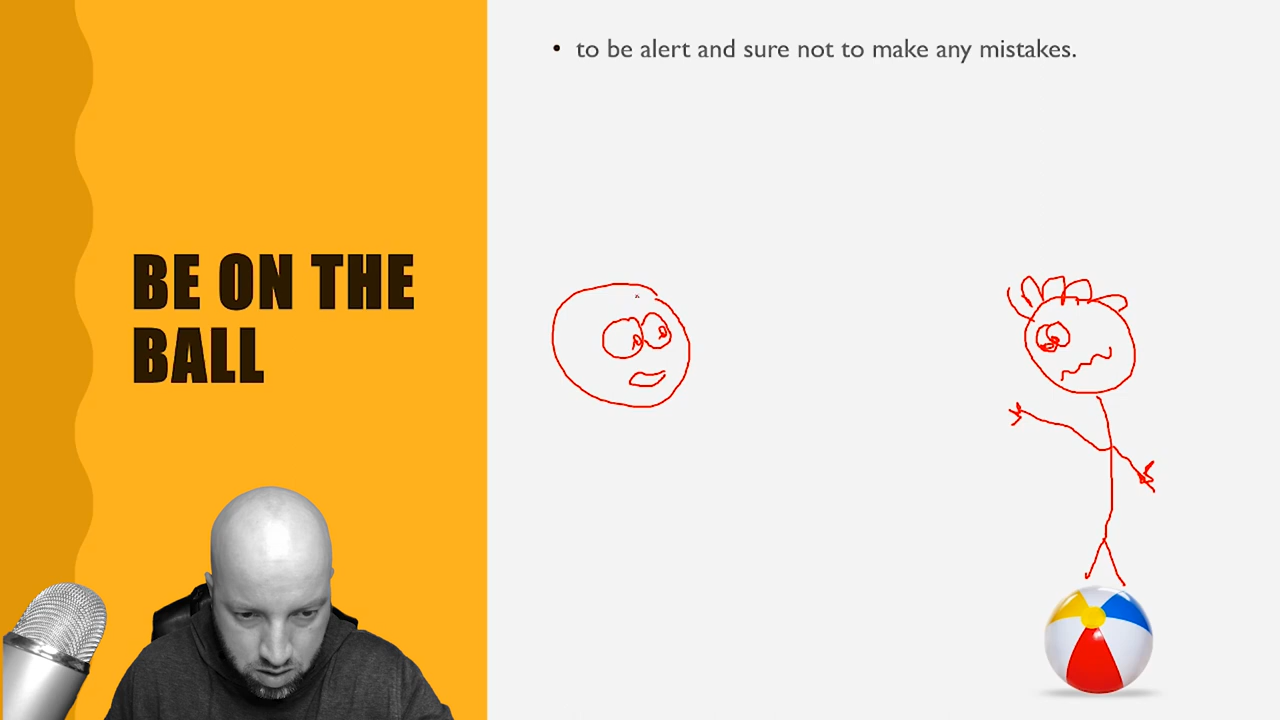 • to be alert and sure not to make any mistakes.
BE ON THE
BALL